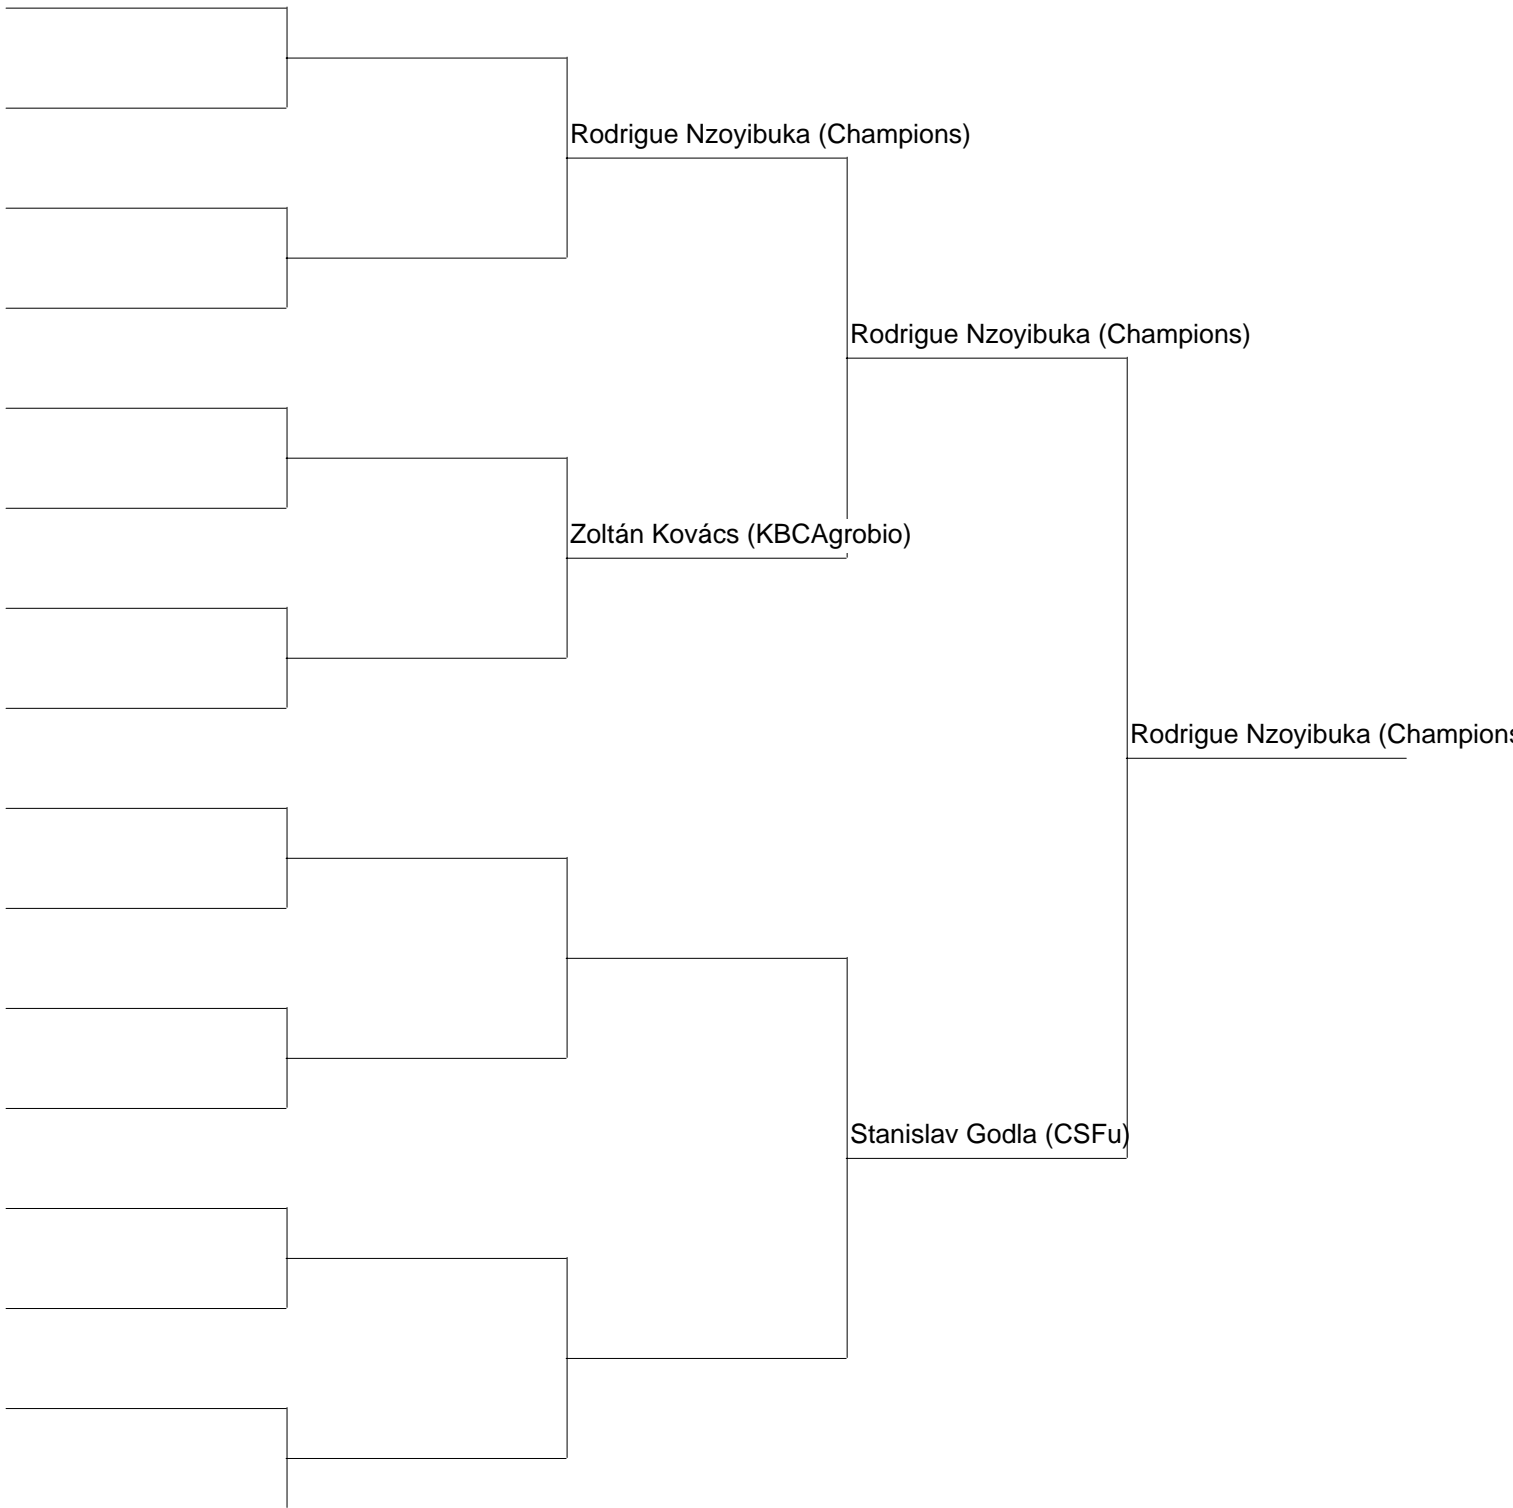 Rodrigue Nzoyibuka (Champions)
Rodrigue Nzoyibuka (Champions)
Zoltán Kovács (KBCAgrobio)
Rodrigue Nzoyibuka (Champions
Stanislav Godla (CSFu)